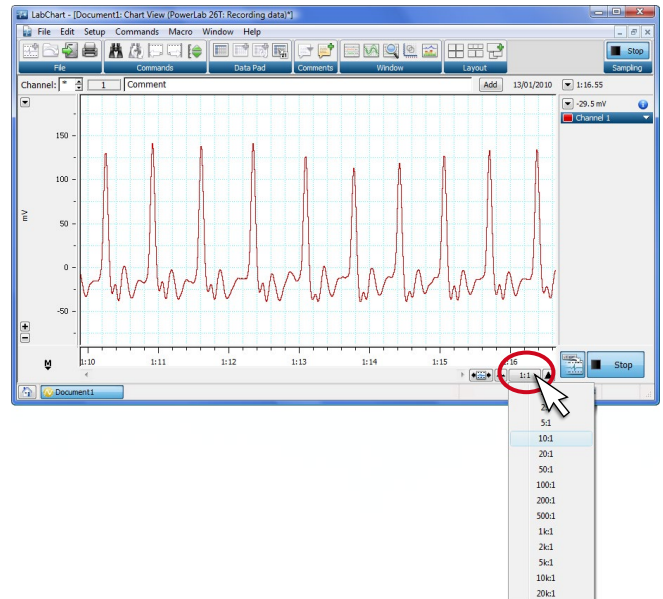 LabChart - [Document1: Chart View (PowerLab 26T: Recording data)*]
File Edit Setup Commands Macro Window Help
Stop
File Commands Data Pad Comments Window Layout Sampling
Channel: * 1 Comment Add 13/01/2010 1:16.55
-29.5 mV
Channel 1
150
100
50
0
-50
mV
M
1:10 1:11 1:12 1:13 1:14 1:15 1:16
1:1
Stop
Document1
5:1
10:1
20:1
50:1
100:1
200:1
500:1
1k:1
2k:1
5k:1
10k:1
20k:1